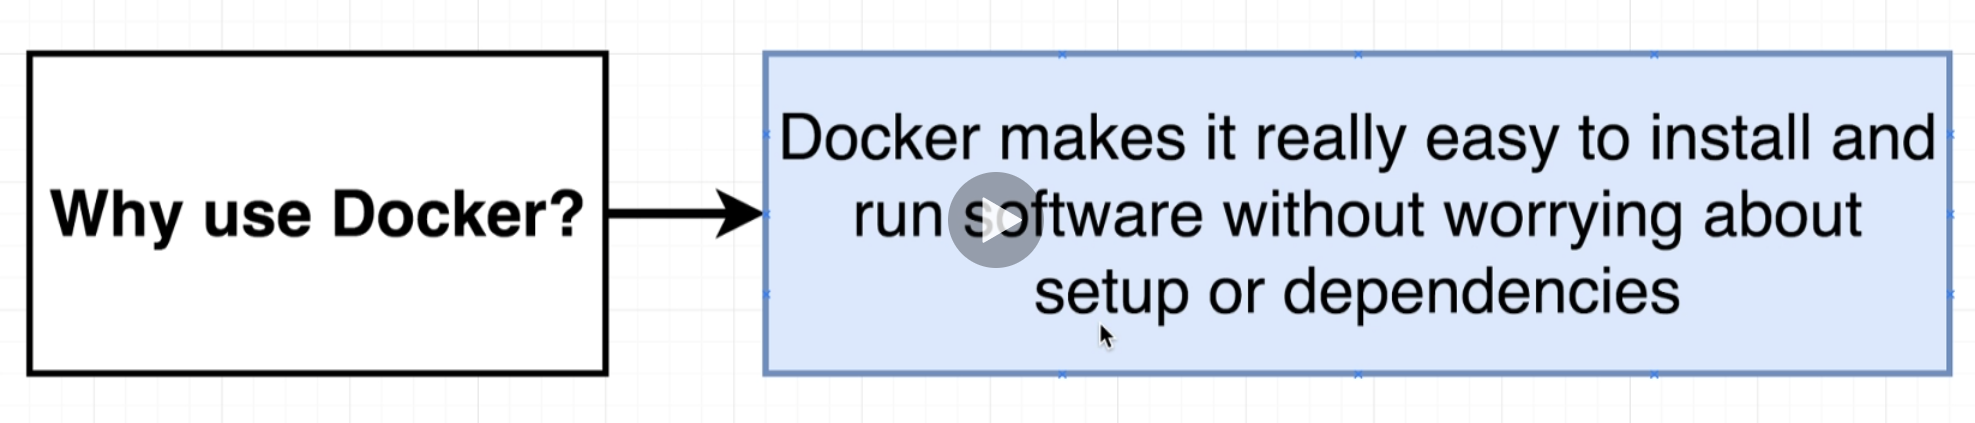 Why use Docker?
Docker makes it really easy to install and
run software without worrying about
setup or dependencies